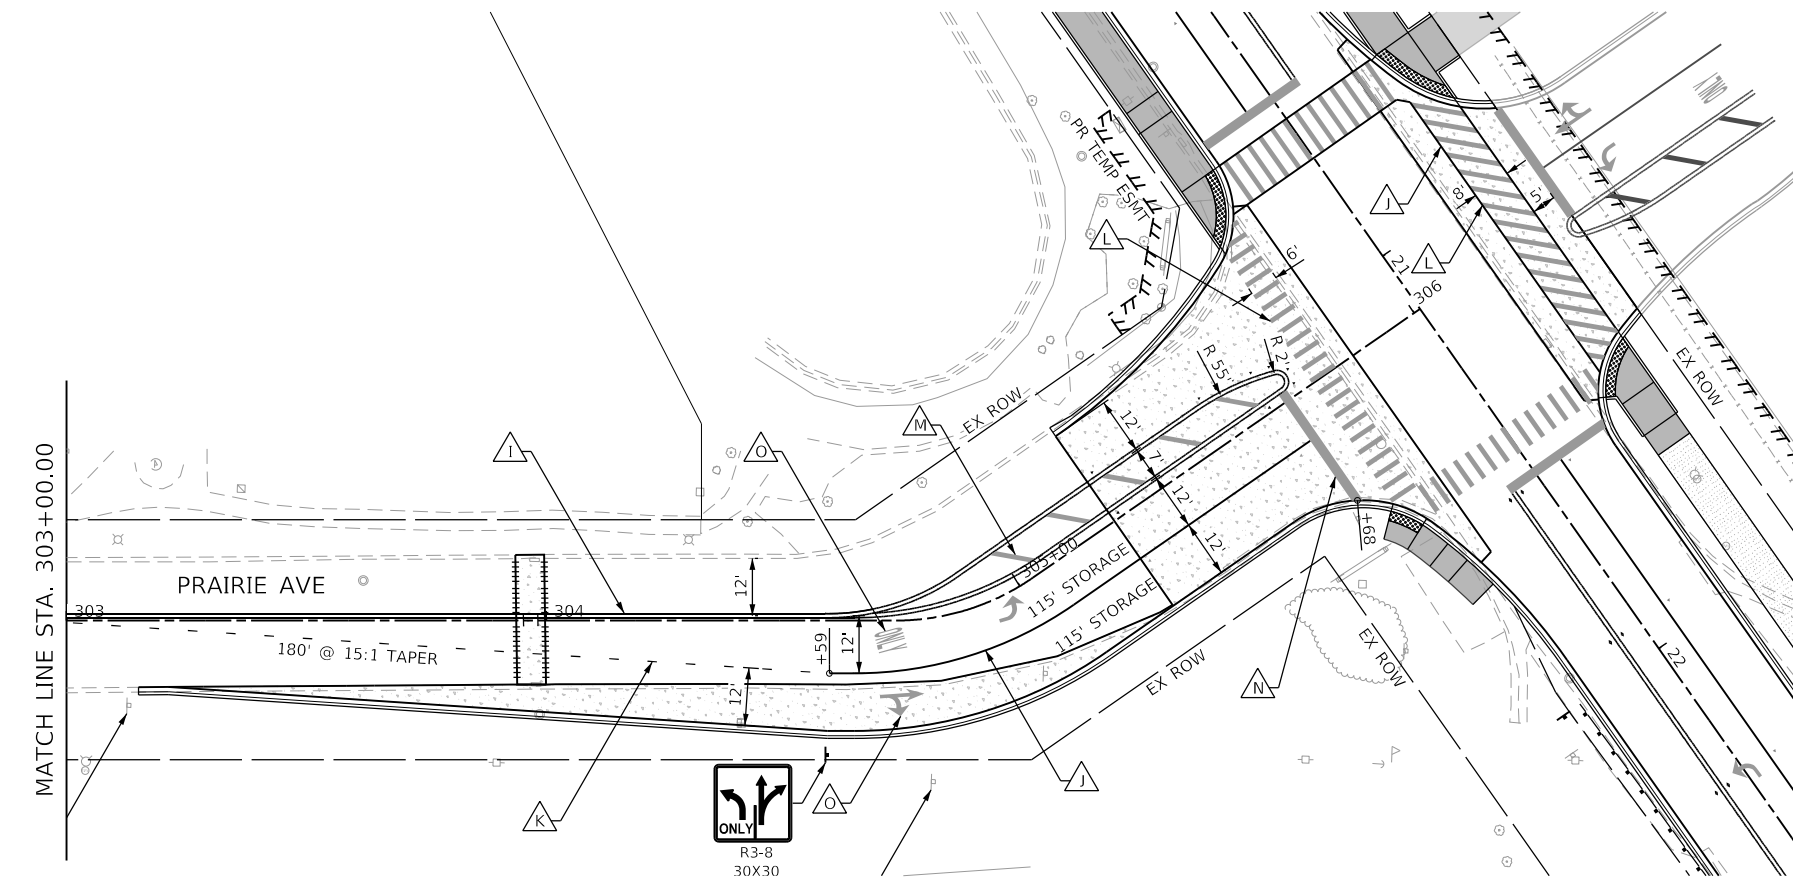 MATCH LINE STA. 303+00.00
PRAIRIE AVE
303
304
180' @ 15:1 TAPER
I
O
M
L
J
L
12'
12'
12'
+59
EX ROW
PR TEMP ESMT
R 55'
R 2'
6'
8'
5'
21
306
EX ROW
12'
7'
12'
12'
305+00
115' STORAGE
115' STORAGE
+68
EX ROW
EX ROW
22
N
J
K
O
ONLY
R3-8
30X30